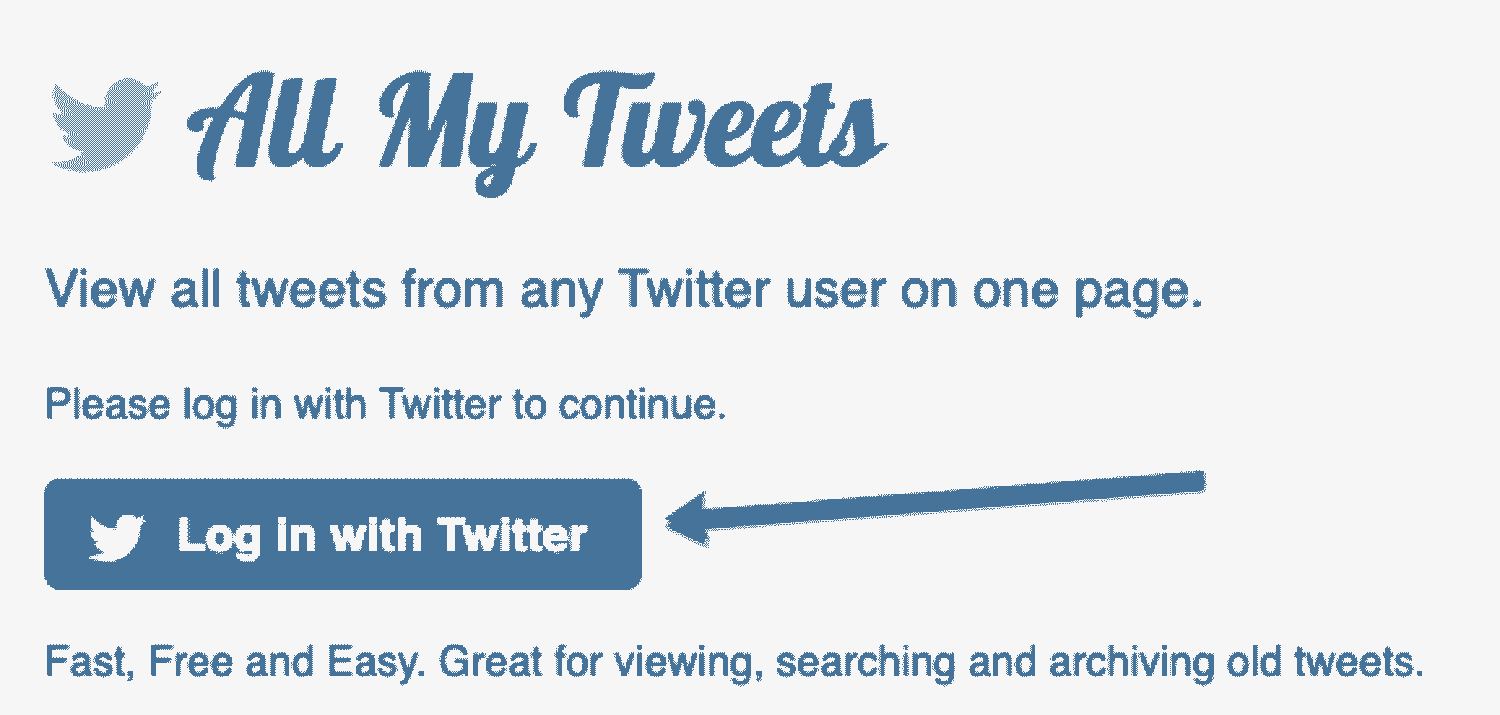 All My Tweets
View all tweets from any Twitter user on one page.
Please log in with Twitter to continue.
Log in with Twitter
Fast, Free and Easy. Great for viewing, searching and archiving old tweets.